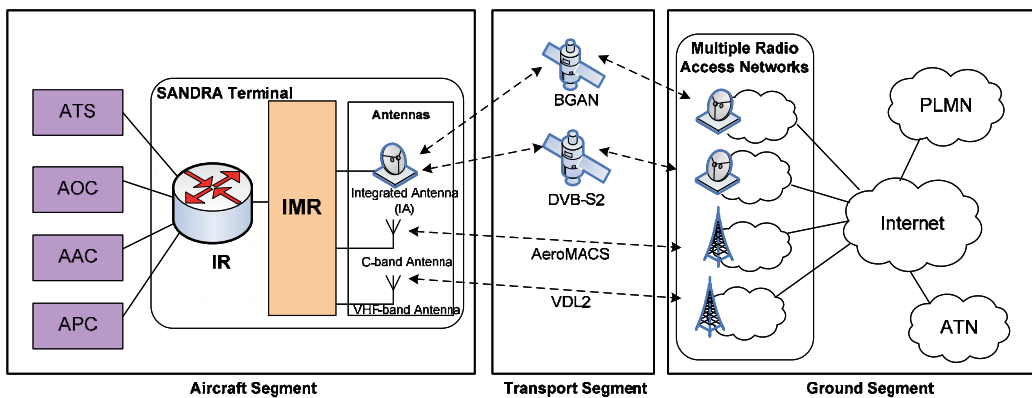 ATS
AOC
AAC
APC
SANDRA Terminal
IR
IMR
Antennas
Integrated Antenna
(IA)
C-band Antenna
VHF-band Antenna
Aircraft Segment
BGAN
DVB-S2
AeroMACS
VDL2
Transport Segment
Multiple Radio
Access Networks
PLMN
Internet
ATN
Ground Segment